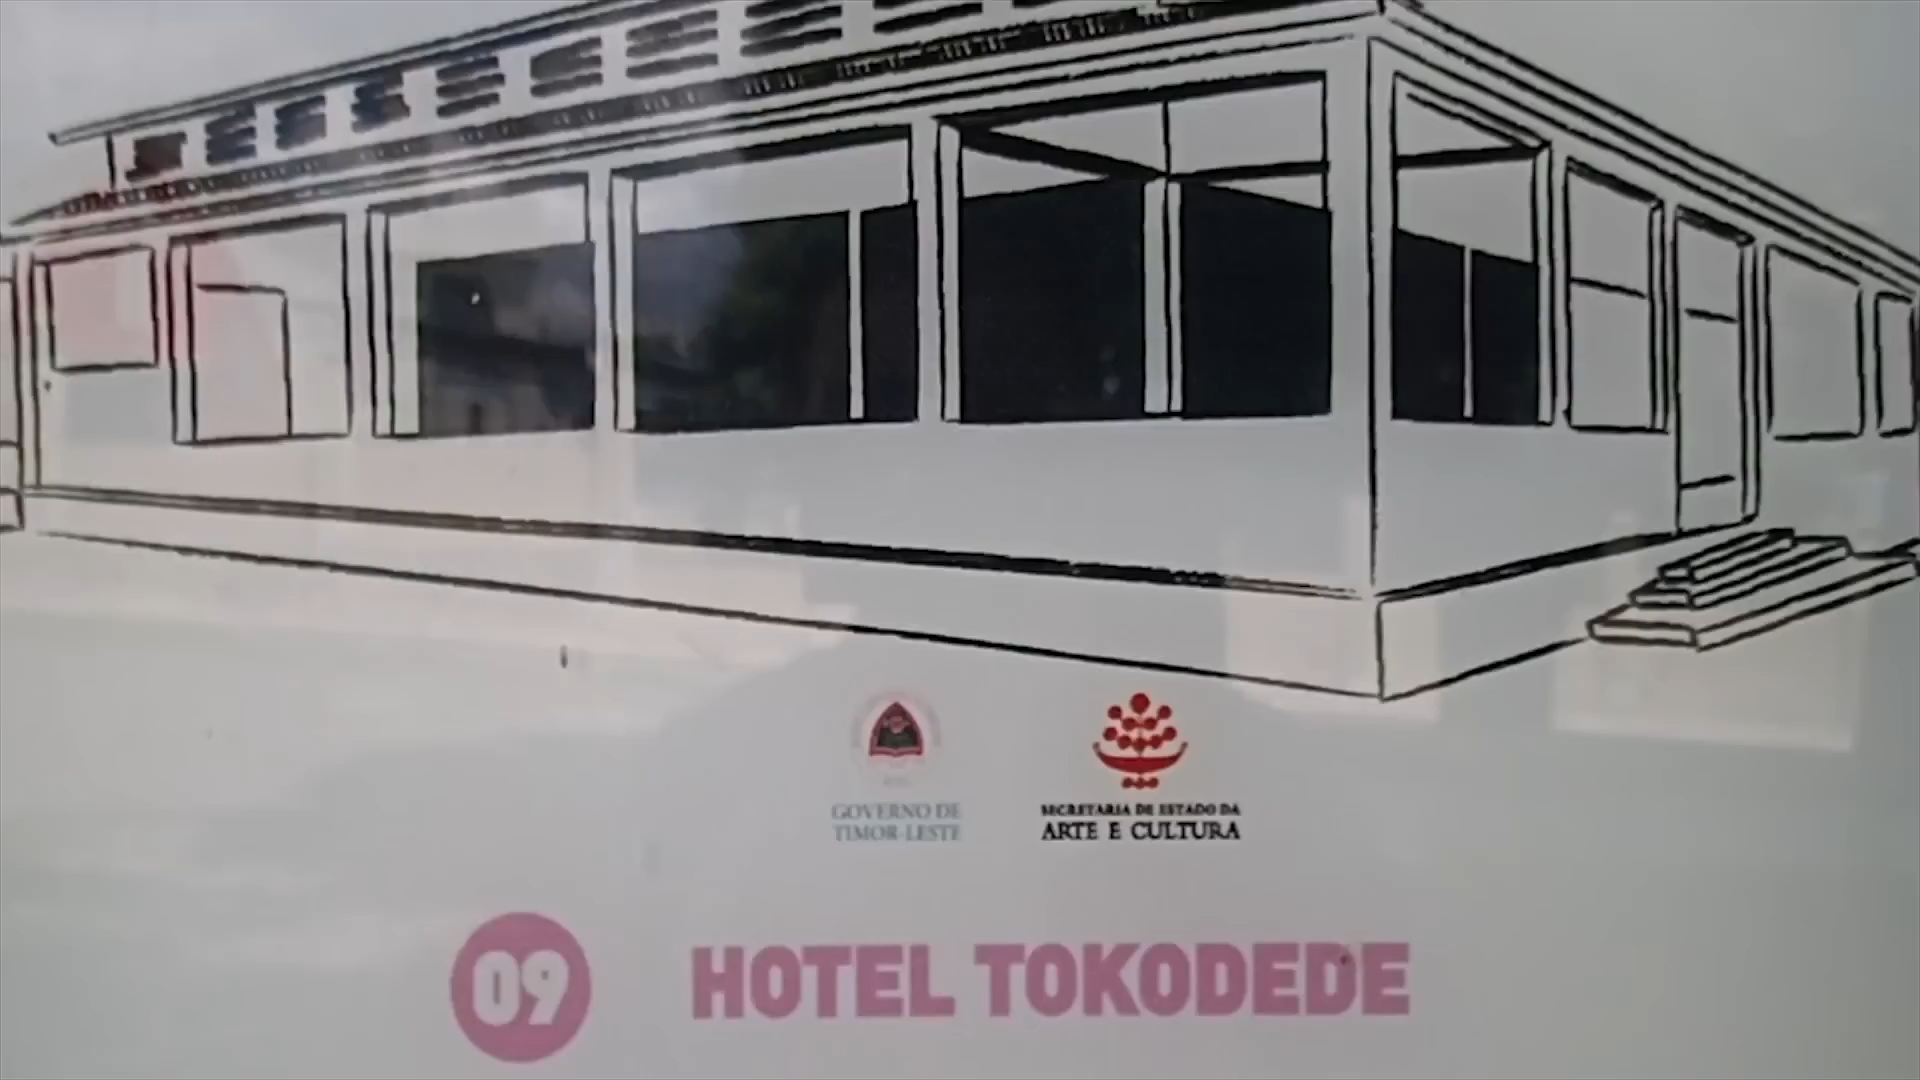 GOVERNO DE
TIMOR-LESTE
SECRETARIA DE ESTADO DA
ARTE E CULTURA
09 HOTEL TOKODEDE